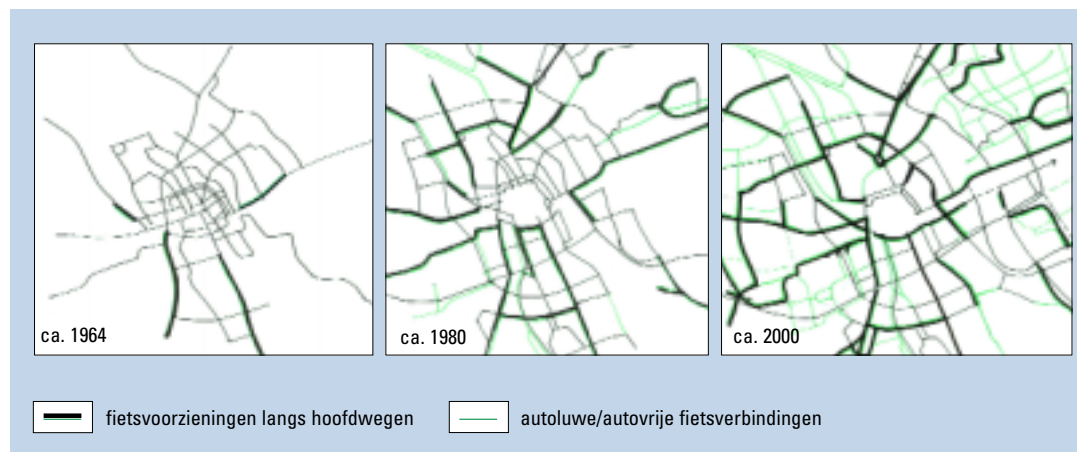 ca. 1964
ca. 1980
ca. 2000
fietsvoorzieningen langs hoofdwegen
autoluwe/autovrije fietsverbindingen